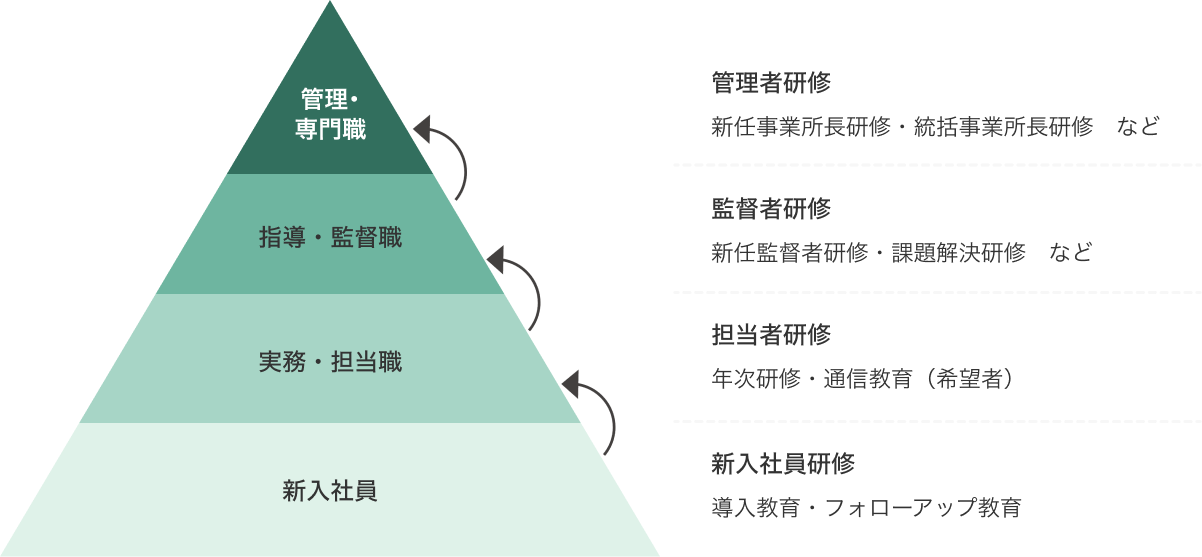 管理・
専門職
管理者研修
新任事業所長研修・統括事業所長研修　など
指導・監督職
監督者研修
新任監督者研修・課題解決研修　など
実務・担当職
担当者研修
年次研修・通信教育（希望者）
新入社員
新入社員研修
導入教育・フォローアップ教育